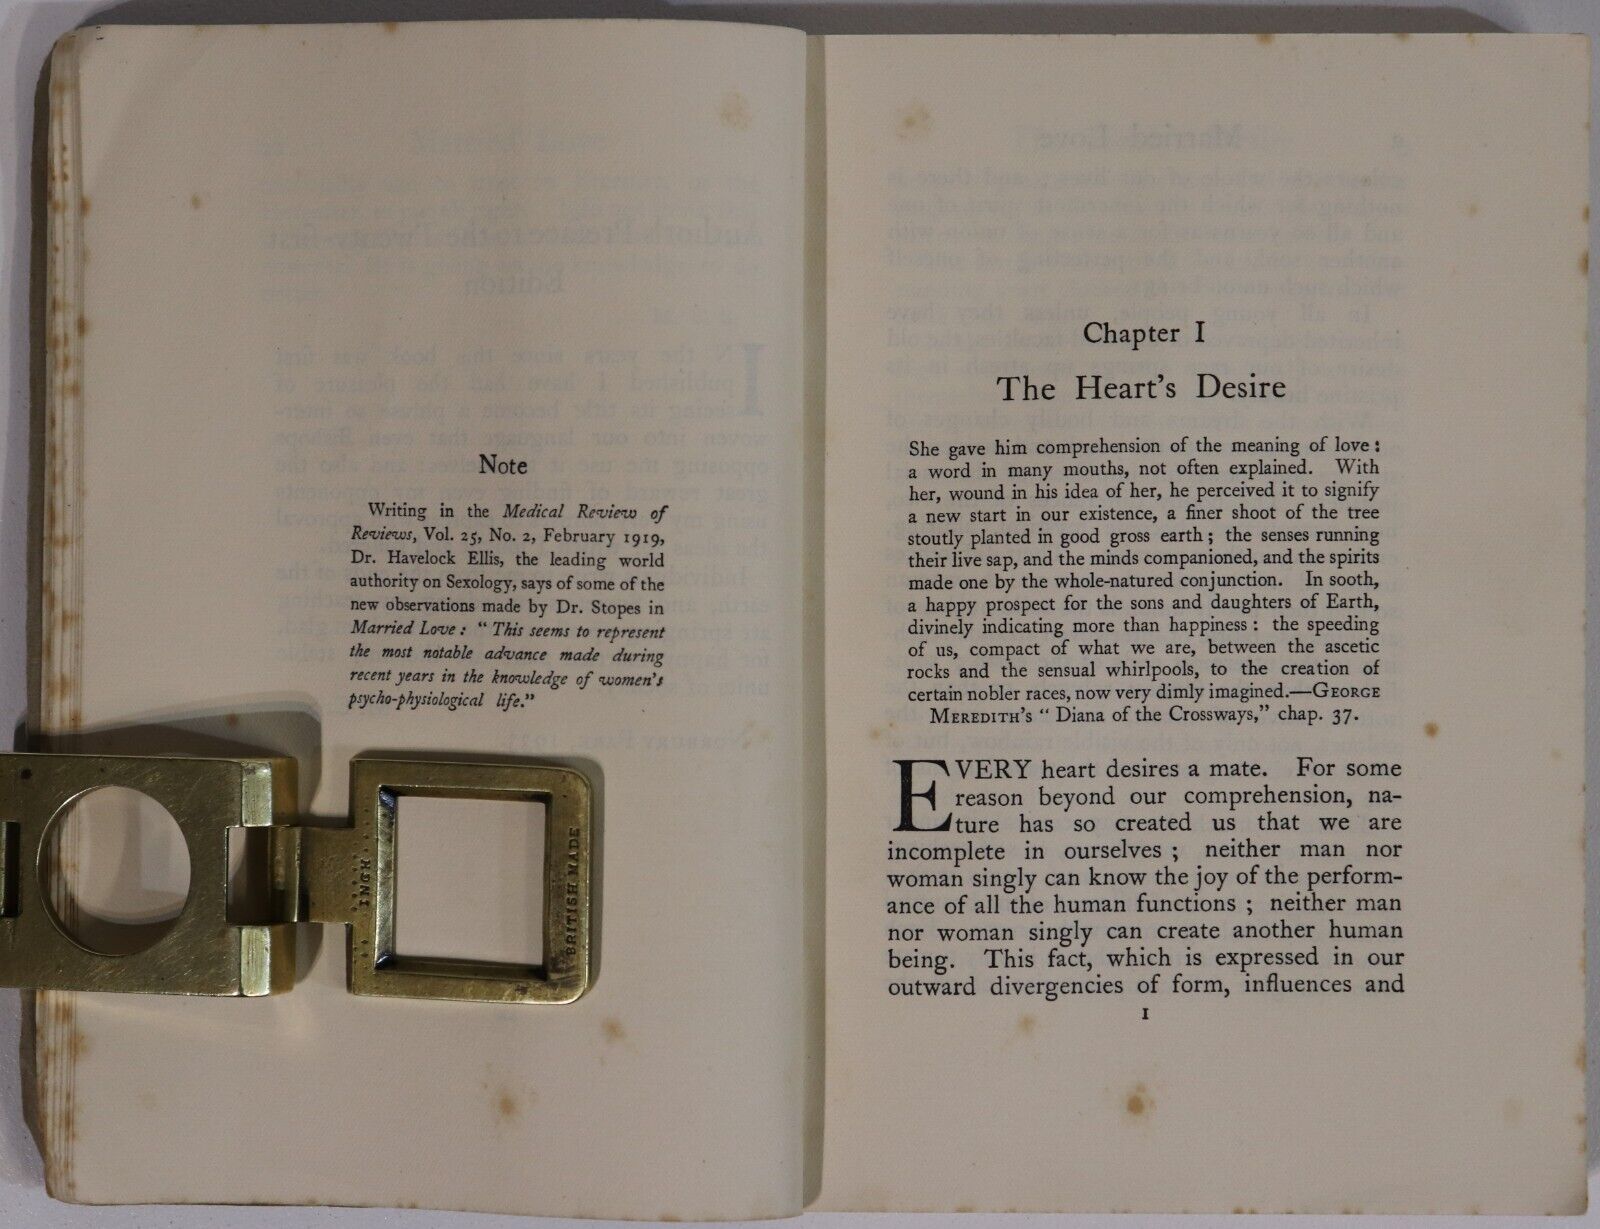 Note
Writing in the Medical Review of
Reviews, Vol. 25, No. 2, February 1919,
Dr. Havelock Ellis, the leading world
authority on Sexology, says of some of the
new observations made by Dr. Stopes in
Married Love: "This seems to represent
the most notable advance made during
recent years in the knowledge of women's
psycho-physiological life."
INCH
BRITISH MADE
Chapter I
The Heart's Desire
She gave him comprehension of the meaning of love:
a word in many mouths, not often explained. With
her, wound in his idea of her, he perceived it to signify
a new start in our existence, a finer shoot of the tree
stoutly planted in good gross earth; the senses running
their live sap, and the minds companioned, and the spirits
made one by the whole-natured conjunction. In sooth,
a happy prospect for the sons and daughters of Earth,
divinely indicating more than happiness: the speeding
of us, compact of what we are, between the ascetic
rocks and the sensual whirlpools, to the creation of
certain nobler races, now very dimly imagined.—GEORGE
MEREDITH'S "Diana of the Crossways," chap. 37.
EVERY heart desires a mate. For some
reason beyond our comprehension, na-
ture has so created us that we are
incomplete in ourselves; neither man nor
woman singly can know the joy of the perform-
ance of all the human functions; neither man
nor woman singly can create another human
being. This fact, which is expressed in our
outward divergencies of form, influences and
1